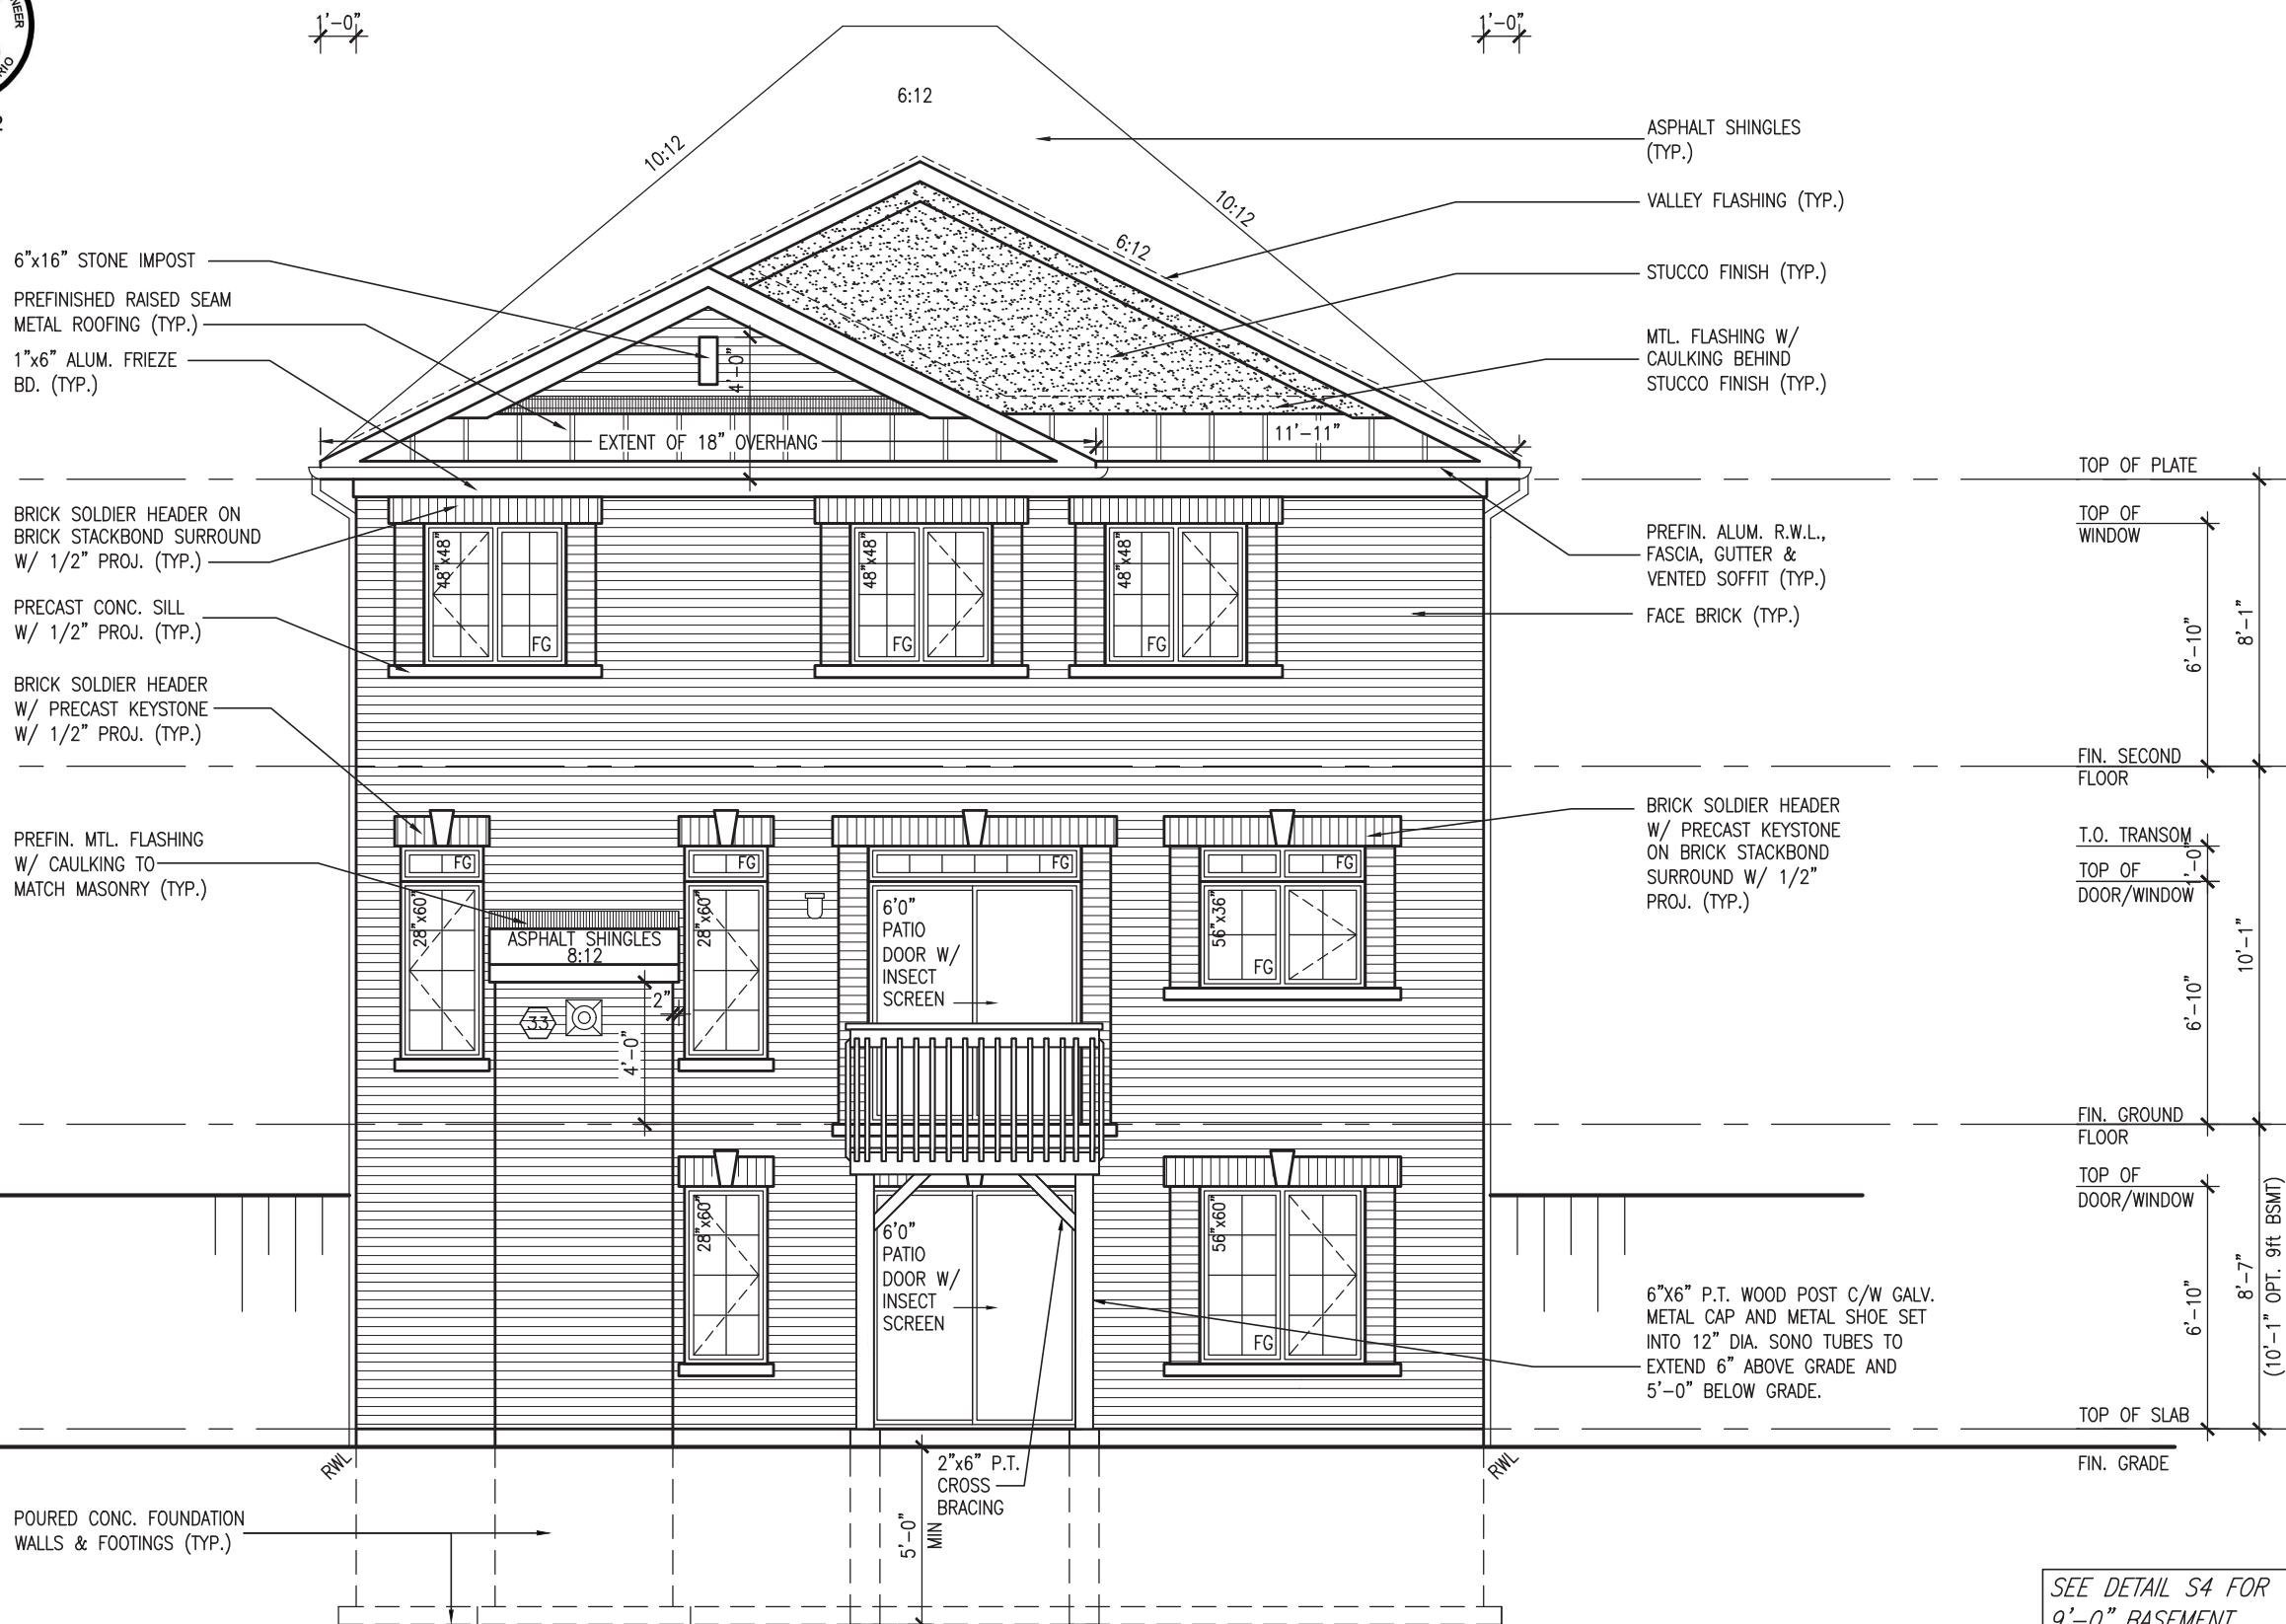 NEER
RIO
2
1'-0"
1'-0"
6:12
10:12
10:12
6:12
6"x16" STONE IMPOST
PREFINISHED RAISED SEAM
METAL ROOFING (TYP.)
1"x6" ALUM. FRIEZE
BD. (TYP.)
BRICK SOLDIER HEADER ON
BRICK STACKBOND SURROUND
W/ 1/2" PROJ. (TYP.)
PRECAST CONC. SILL
W/ 1/2" PROJ. (TYP.)
BRICK SOLDIER HEADER
W/ PRECAST KEYSTONE
W/ 1/2" PROJ. (TYP.)
PREFIN. MTL. FLASHING
W/ CAULKING TO
MATCH MASONRY (TYP.)
POURED CONC. FOUNDATION
WALLS & FOOTINGS (TYP.)
4'-0"
EXTENT OF 18" OVERHANG
11'-11"
48"x48"
FG
48"x48"
FG
48"x48"
FG
FG
28"x60"
FG
28"x60"
FG
FG
56"x36"
FG
ASPHALT SHINGLES
8:12
33
2"
4'-0"
6'0"
PATIO
DOOR W/
INSECT
SCREEN
28"x60"
6'0"
PATIO
DOOR W/
INSECT
SCREEN
56"x60"
FG
RWL
RWL
2"x6" P.T.
CROSS
BRACING
5'-0"
MIN
ASPHALT SHINGLES
(TYP.)
VALLEY FLASHING (TYP.)
STUCCO FINISH (TYP.)
MTL. FLASHING W/
CAULKING BEHIND
STUCCO FINISH (TYP.)
PREFIN. ALUM. R.W.L.,
FASCIA, GUTTER &
VENTED SOFFIT (TYP.)
FACE BRICK (TYP.)
BRICK SOLDIER HEADER
W/ PRECAST KEYSTONE
ON BRICK STACKBOND
SURROUND W/ 1/2"
PROJ. (TYP.)
6"X6" P.T. WOOD POST C/W GALV.
METAL CAP AND METAL SHOE SET
INTO 12" DIA. SONO TUBES TO
EXTEND 6" ABOVE GRADE AND
5'-0" BELOW GRADE.
TOP OF PLATE
TOP OF
WINDOW
6'-10"
8'-1"
FIN. SECOND
FLOOR
T.O. TRANSOM
1'-0"
TOP OF
DOOR/WINDOW
6'-10"
10'-1"
FIN. GROUND
FLOOR
TOP OF
DOOR/WINDOW
6'-10"
8'-7"
(10'-1" OPT. 9ft BSMT)
TOP OF SLAB
FIN. GRADE
SEE DETAIL S4 FOR
9'-0" BASEMENT